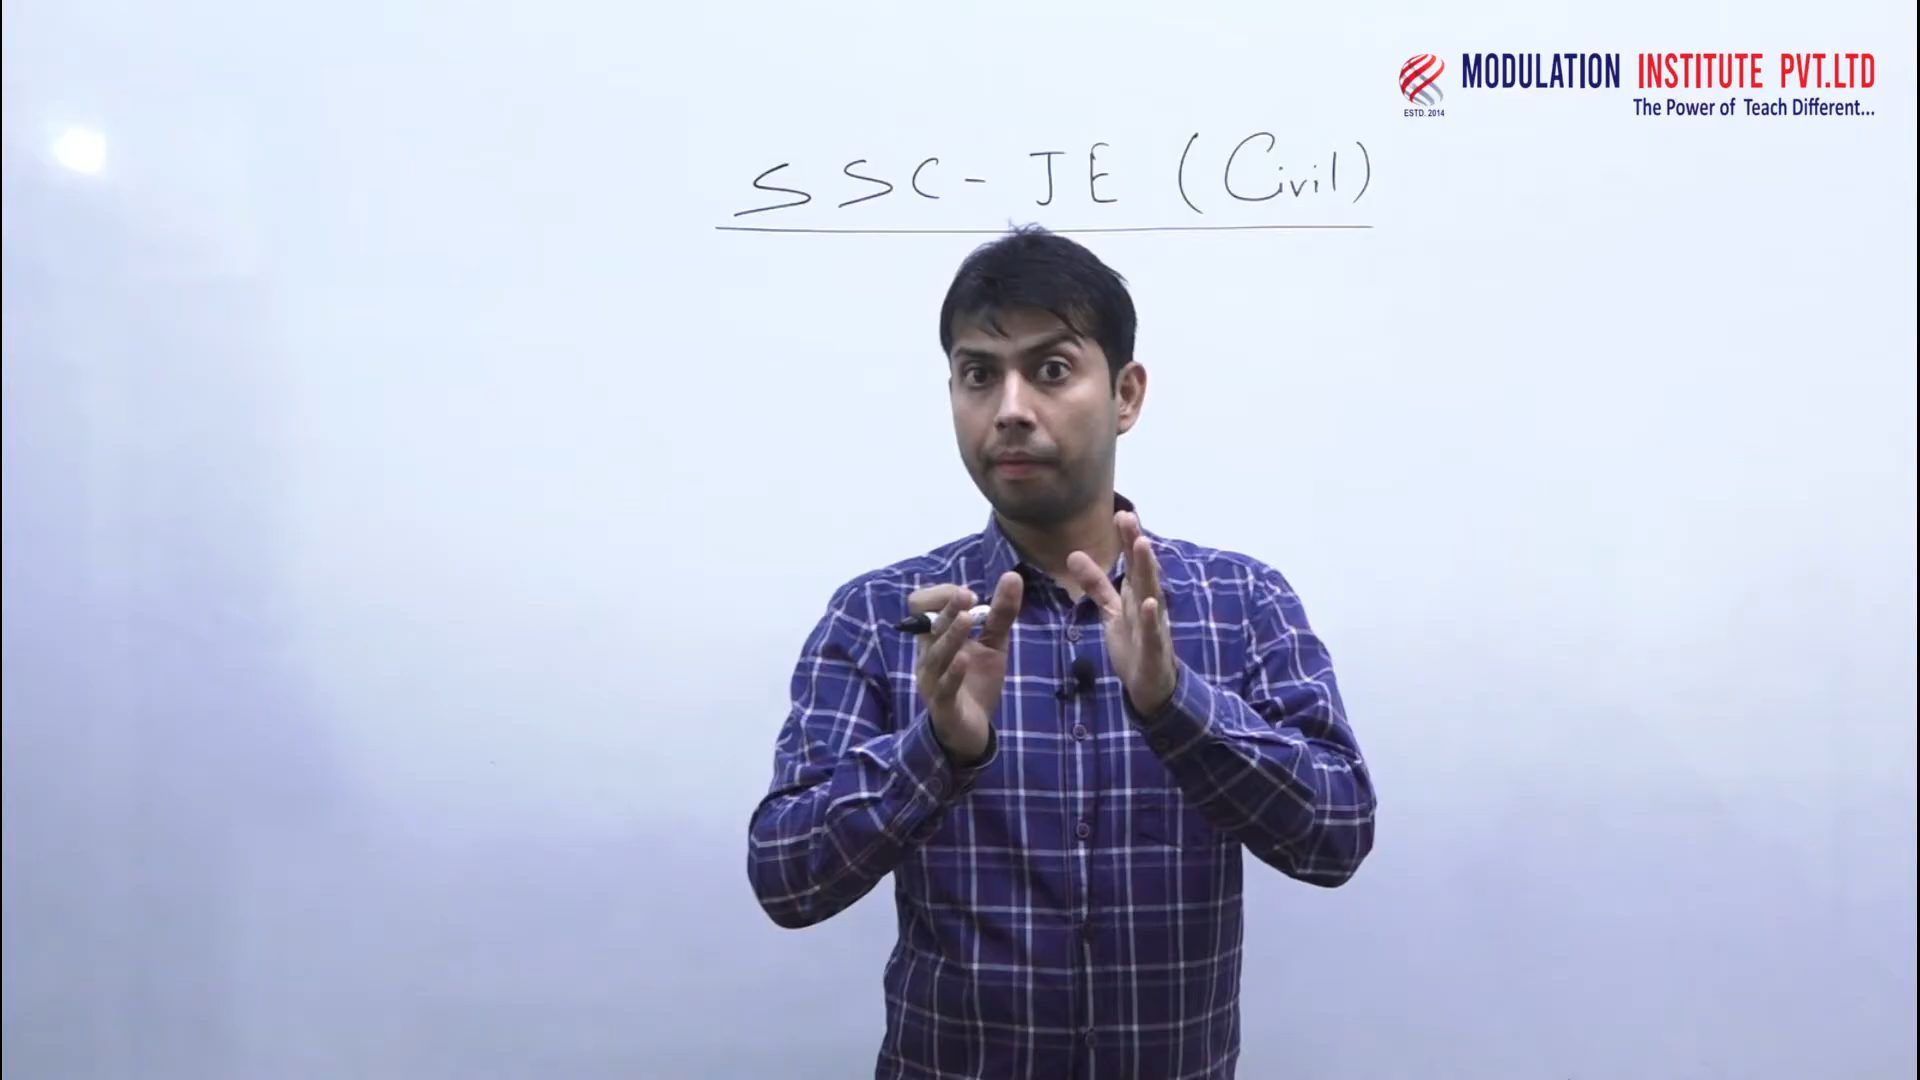 MODULATION INSTITUTE PVT.LTD
The Power of Teach Different...
ESTD. 2014
SSC-JE (Civil)